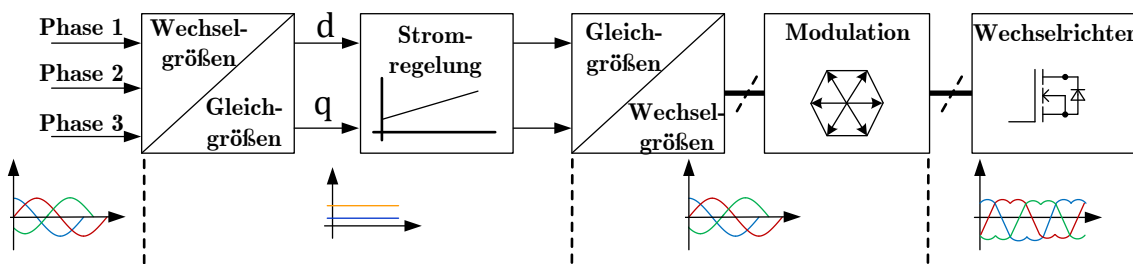 Phase 1
Phase 2
Phase 3
Wechsel-
größen
Gleich-
größen
d
q
Strom-
regelung
Gleich-
größen
Wechsel-
größen
Modulation
Wechselrichter